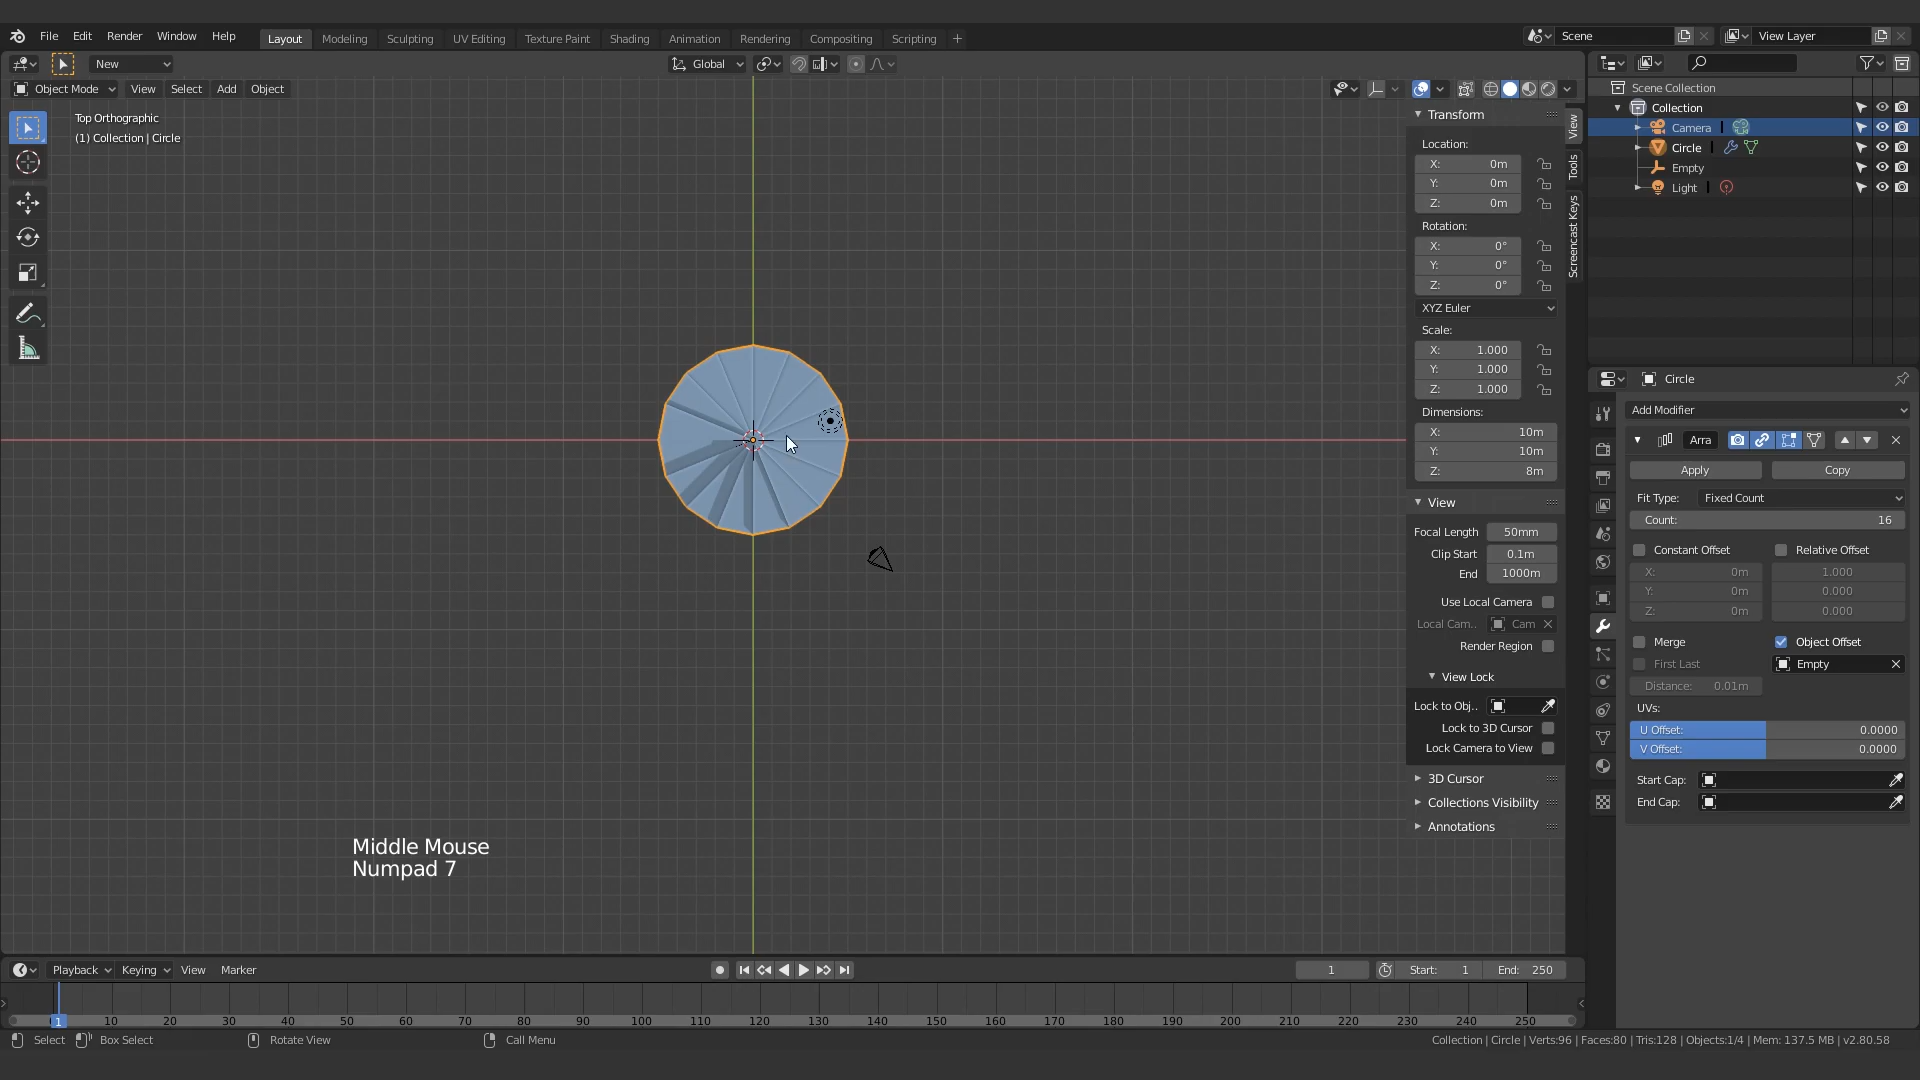 File Edit Render Window Help Layout Modeling Sculpting UV Editing Texture Paint Shading Animation Rendering Compositing Scripting + Scene View Layer
New Global
Object Mode View Select Add Object
Top Orthographic
(1) Collection | Circle
Transform
Location:
X: 0m
Y: 0m
Z: 0m
Rotation:
X: 0°
Y: 0°
Z: 0°
XYZ Euler
Scale:
X: 1.000
Y: 1.000
Z: 1.000
Dimensions:
X: 10m
Y: 10m
Z: 8m
View
Focal Length 50mm
Clip Start 0.1m
End 1000m
Use Local Camera
Local Cam.. Cam
Render Region
View Lock
Lock to Obj..
Lock to 3D Cursor
Lock Camera to View
3D Cursor
Collections Visibility
Annotations
View
Tools
Screencast Keys
Scene Collection
Collection
Camera
Circle
Empty
Light
Circle
Add Modifier
Arra
Apply Copy
Fit Type: Fixed Count
Count: 16
Constant Offset Relative Offset
X: 0m 1.000
Y: 0m 0.000
Z: 0m 0.000
Merge Object Offset
First Last Empty
Distance: 0.01m
UVs:
U Offset: 0.0000
V Offset: 0.0000
Start Cap:
End Cap:
Middle Mouse
Numpad 7
Playback Keying View Marker 1 Start: 1 End: 250
1 10 20 30 40 50 60 70 80 90 100 110 120 130 140 150 160 170 180 190 200 210 220 230 240 250
Select Box Select Rotate View Call Menu Collection | Circle | Verts:96 | Faces:80 | Tris:128 | Objects:1/4 | Mem: 137.5 MB | v2.80.58